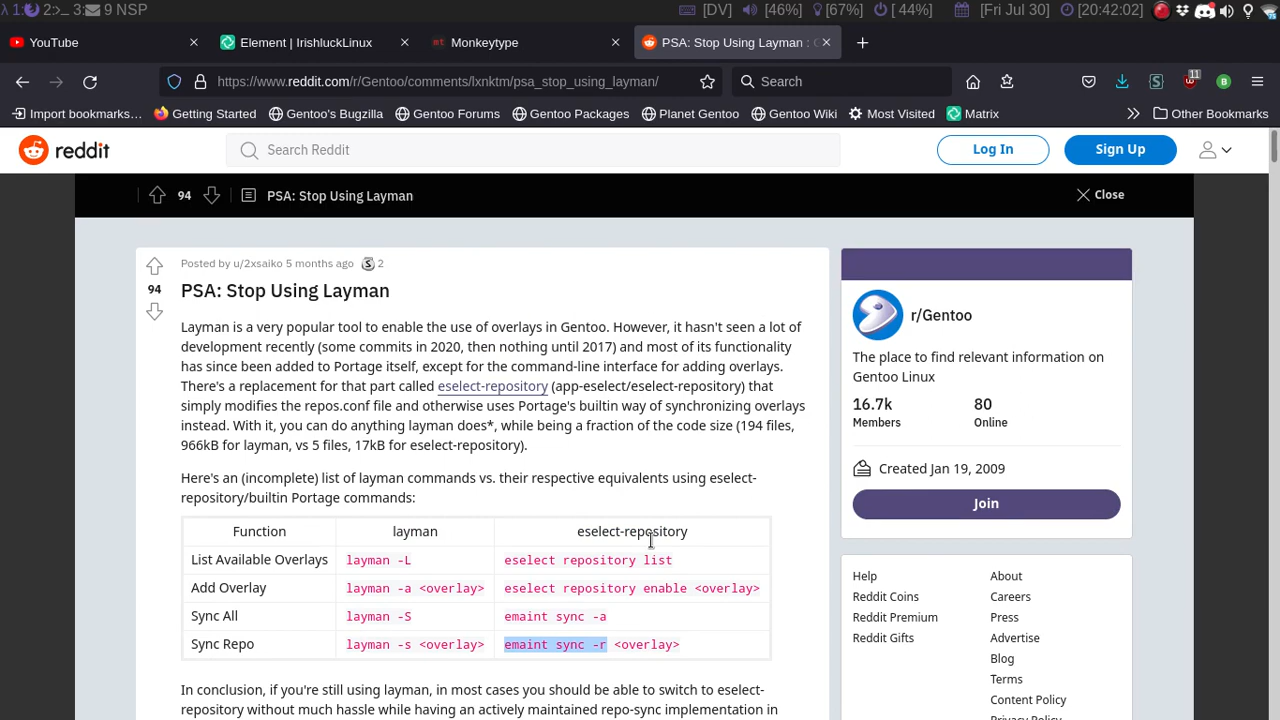 λ 1: 2:>_ 3: 9 NSP [DV] [46%] [67%] [ 44%] [Fri Jul 30] [20:42:02]
YouTube × Element | IrishluckLinux × Monkeytype × PSA: Stop Using Layman : × +
https://www.reddit.com/r/Gentoo/comments/lxnktm/psa_stop_using_layman/ Search 11 B
Import bookmarks… Getting Started Gentoo's Bugzilla Gentoo Forums Gentoo Packages Planet Gentoo Gentoo Wiki Most Visited Matrix Other Bookmarks
reddit Search Reddit Log In Sign Up
94 PSA: Stop Using Layman Close
Posted by u/2xsaiko 5 months ago S 2
94
PSA: Stop Using Layman
Layman is a very popular tool to enable the use of overlays in Gentoo. However, it hasn't seen a lot of
development recently (some commits in 2020, then nothing until 2017) and most of its functionality
has since been added to Portage itself, except for the command-line interface for adding overlays.
There's a replacement for that part called eselect-repository (app-eselect/eselect-repository) that
simply modifies the repos.conf file and otherwise uses Portage's builtin way of synchronizing overlays
instead. With it, you can do anything layman does*, while being a fraction of the code size (194 files,
966kB for layman, vs 5 files, 17kB for eselect-repository).
Here's an (incomplete) list of layman commands vs. their respective equivalents using eselect-
repository/builtin Portage commands:
Function layman eselect-repository
List Available Overlays layman -L eselect repository list
Add Overlay layman -a <overlay> eselect repository enable <overlay>
Sync All layman -S emaint sync -a
Sync Repo layman -s <overlay> emaint sync -r <overlay>
In conclusion, if you're still using layman, in most cases you should be able to switch to eselect-
repository without much hassle while having an actively maintained repo-sync implementation in
r/Gentoo
The place to find relevant information on
Gentoo Linux
16.7k 80
Members Online
Created Jan 19, 2009
Join
Help About
Reddit Coins Careers
Reddit Premium Press
Reddit Gifts Advertise
Blog
Terms
Content Policy
Privacy Policy